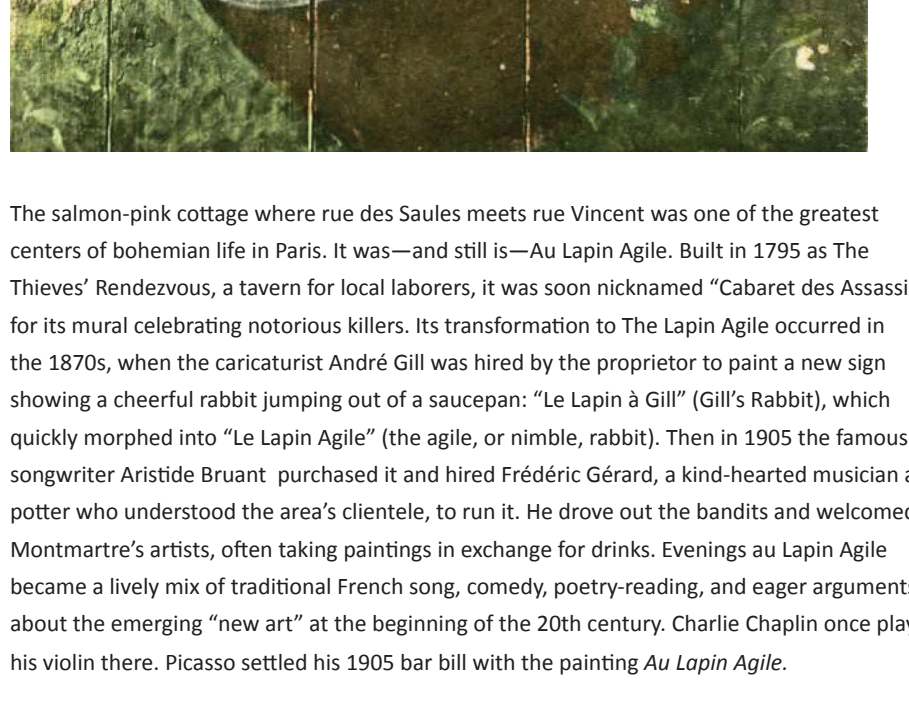 The salmon-pink cottage where rue des Saules meets rue Vincent was one of the greatest
centers of bohemian life in Paris. It was—and still is—Au Lapin Agile. Built in 1795 as The
Thieves’ Rendezvous, a tavern for local laborers, it was soon nicknamed “Cabaret des Assassi
for its mural celebrating notorious killers. Its transformation to The Lapin Agile occurred in
the 1870s, when the caricaturist André Gill was hired by the proprietor to paint a new sign
showing a cheerful rabbit jumping out of a saucepan: “Le Lapin à Gill” (Gill’s Rabbit), which
quickly morphed into “Le Lapin Agile” (the agile, or nimble, rabbit). Then in 1905 the famous
songwriter Aristide Bruant  purchased it and hired Frédéric Gérard, a kind-hearted musician a
potter who understood the area’s clientele, to run it. He drove out the bandits and welcomed
Montmartre’s artists, often taking paintings in exchange for drinks. Evenings au Lapin Agile
became a lively mix of traditional French song, comedy, poetry-reading, and eager arguments
about the emerging “new art” at the beginning of the 20th century. Charlie Chaplin once play
his violin there. Picasso settled his 1905 bar bill with the painting Au Lapin Agile.